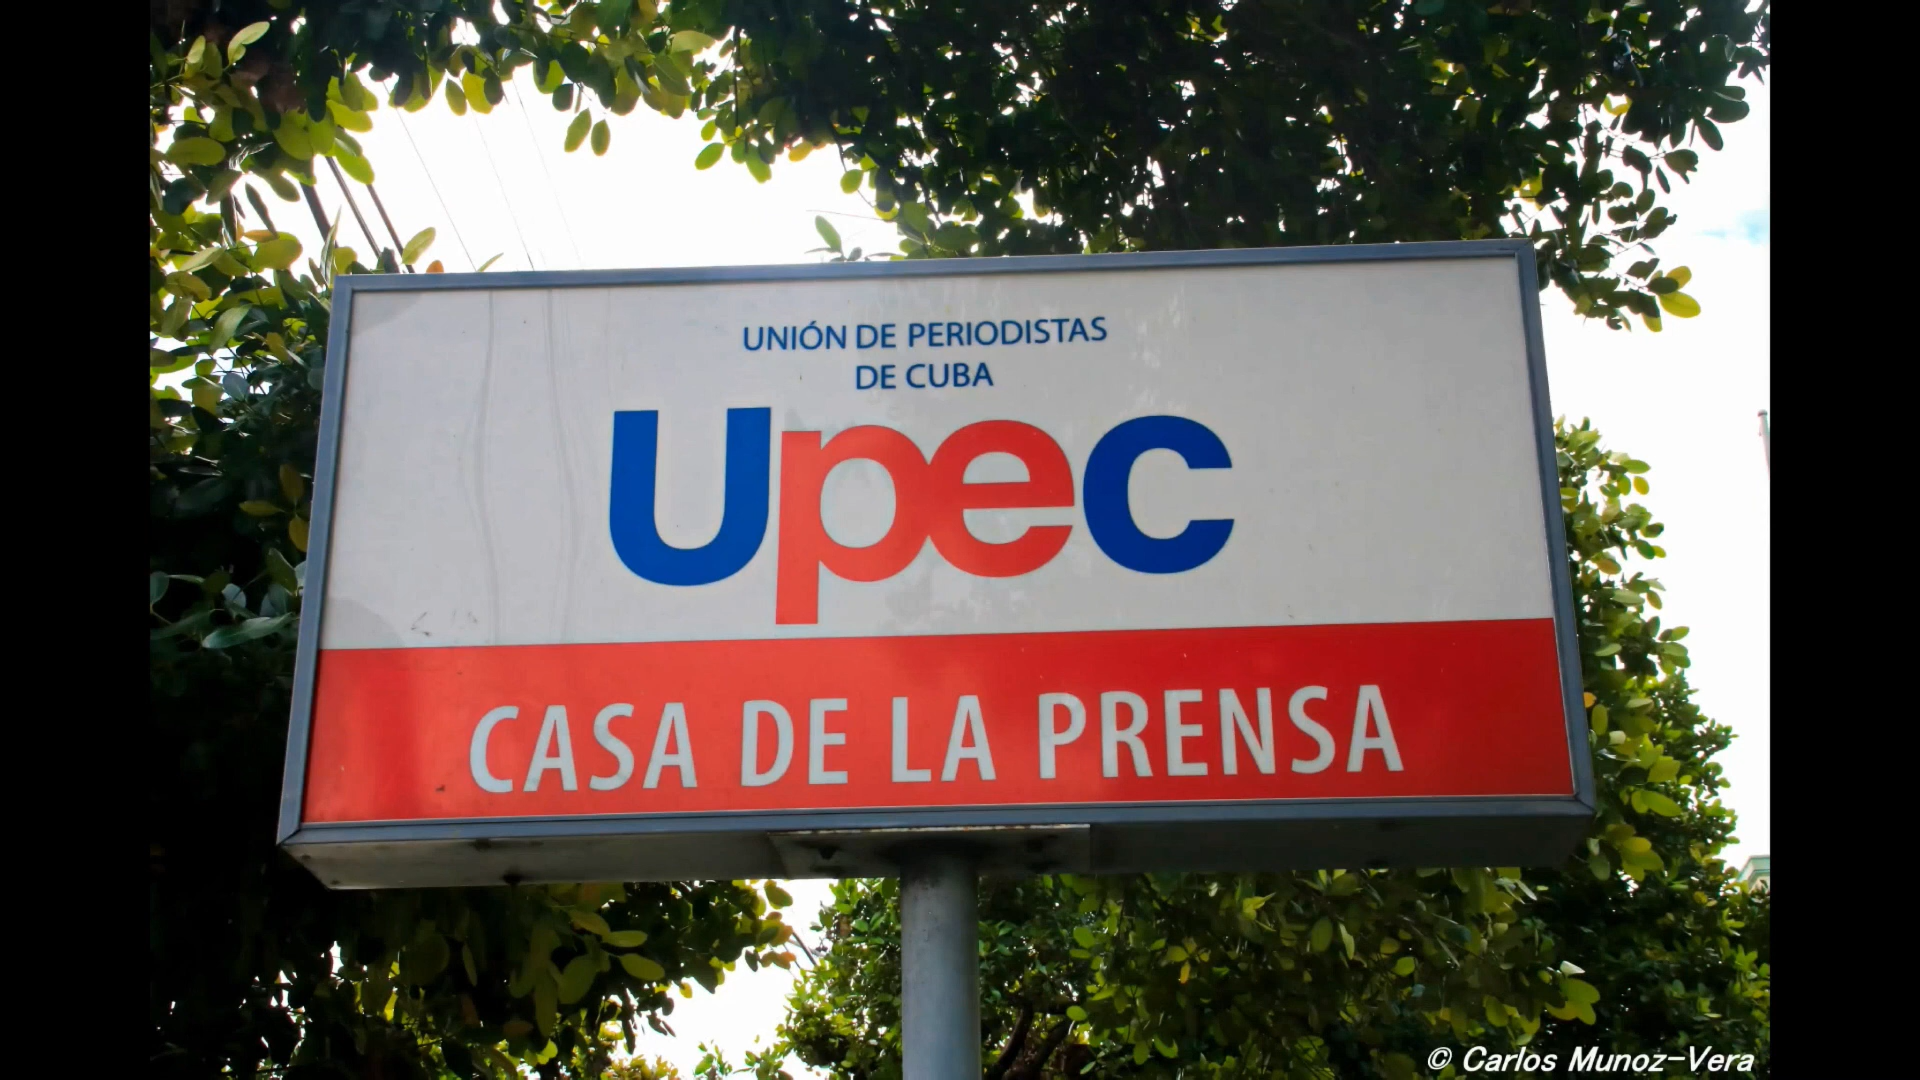 UNIÓN DE PERIODISTAS
DE CUBA
Upec
CASA DE LA PRENSA
© Carlos Munoz-Vera